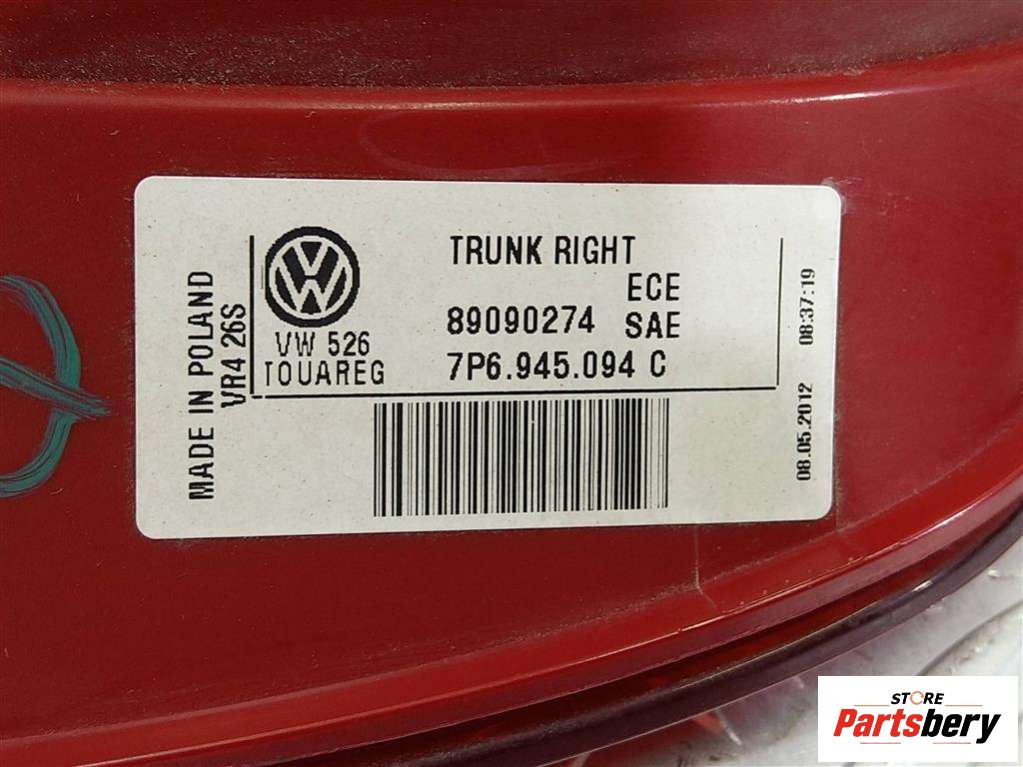 MADE IN POLAND
VR4 26S
VW 526
TOUAREG
TRUNK RIGHT
ECE
89090274 SAE
7P6.945.094 C
08.05.2012 08:37:19
STORE
Partsbery